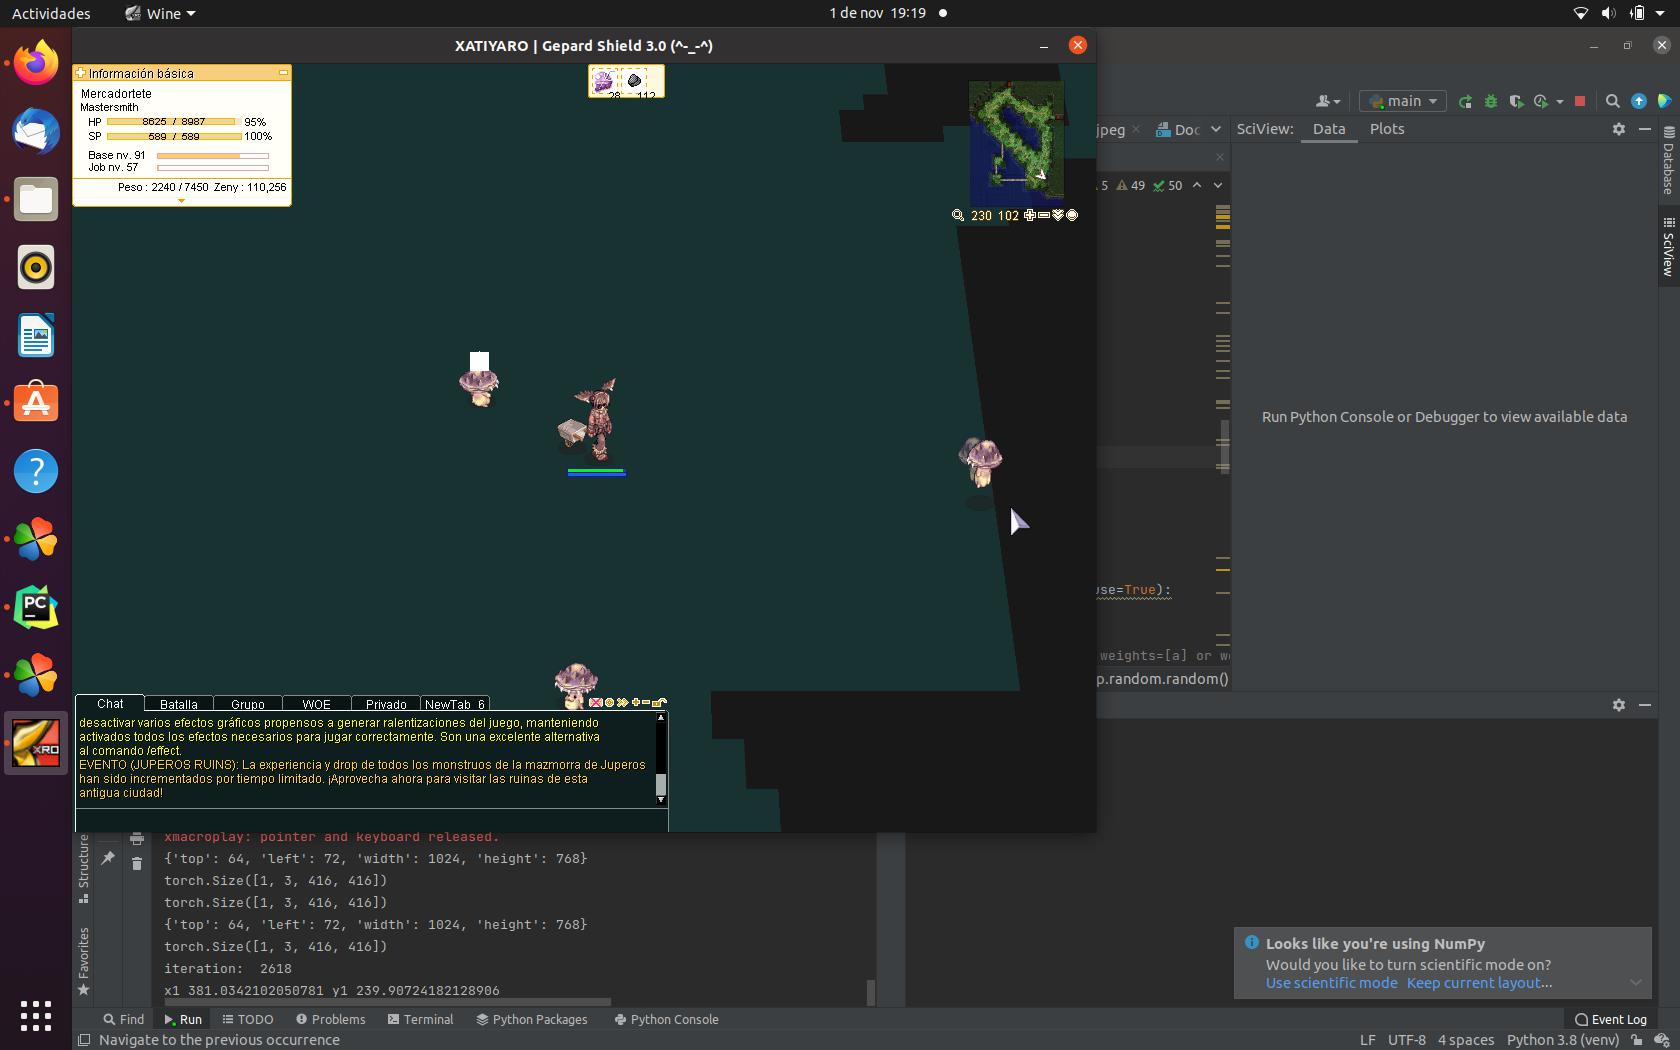 Actividades
Wine
1 de nov 19:19
XATIYARO | Gepard Shield 3.0 (^-_-^)
Información básica
Mercadortete
Mastersmith
HP 8625 / 8987 95%
SP 589 / 589 100%
Base nv. 91
Job nv. 57
Peso : 2240 / 7450 Zeny : 110,256
28 112
230 102
main
jpeg
Doc
SciView:
Data
Plots
5 49 50
Database
SciView
Run Python Console or Debugger to view available data
use=True):
weights=[a] or w
p.random.random()
Chat
Batalla
Grupo
WOE
Privado
NewTab_6
desactivar varios efectos gráficos propensos a generar ralentizaciones del juego, manteniendo
activados todos los efectos necesarios para jugar correctamente. Son una excelente alternativa
al comando /effect.
EVENTO (JUPEROS RUINS): La experiencia y drop de todos los monstruos de la mazmorra de Juperos
han sido incrementados por tiempo limitado. ¡Aprovecha ahora para visitar las ruinas de esta
antigua ciudad!
XRO
PC
xmacroplay: pointer and keyboard released.
{'top': 64, 'left': 72, 'width': 1024, 'height': 768}
torch.Size([1, 3, 416, 416])
torch.Size([1, 3, 416, 416])
{'top': 64, 'left': 72, 'width': 1024, 'height': 768}
torch.Size([1, 3, 416, 416])
iteration:  2618
x1 381.0342102050781 y1 239.90724182128906
Structure
Favorites
Looks like you're using NumPy
Would you like to turn scientific mode on?
Use scientific mode Keep current layout...
Find
Run
TODO
Problems
Terminal
Python Packages
Python Console
Event Log
Navigate to the previous occurrence
LF UTF-8 4 spaces Python 3.8 (venv)